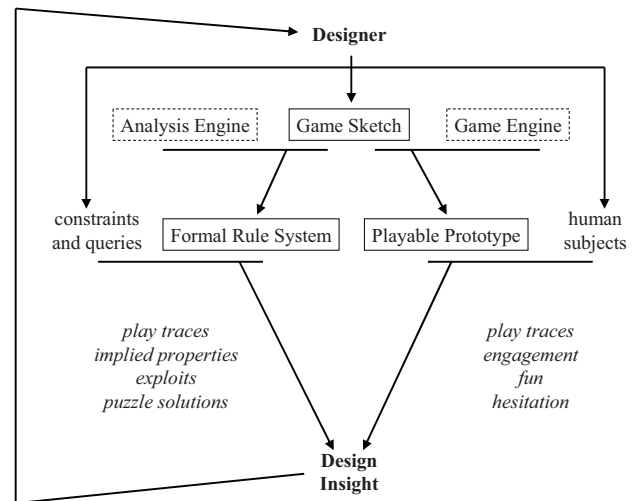 Designer
Analysis Engine
Game Sketch
Game Engine
constraints
and queries
Formal Rule System
Playable Prototype
human
subjects
play traces
implied properties
exploits
puzzle solutions
play traces
engagement
fun
hesitation
Design
Insight